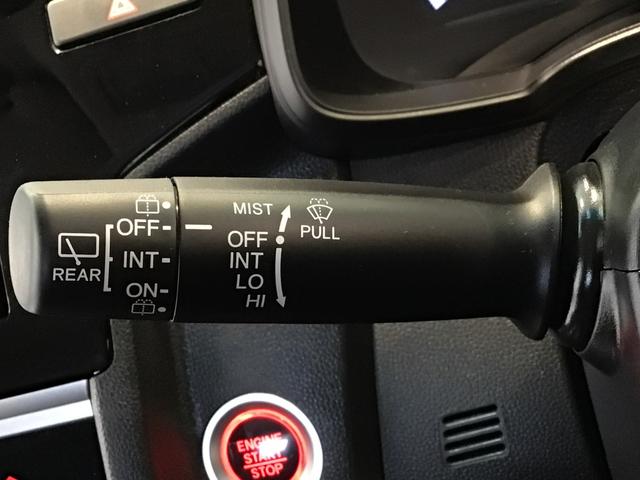 REAR
OFF
INT
ON
MIST
OFF
INT
LO
HI
PULL
ENGINE
START
STOP